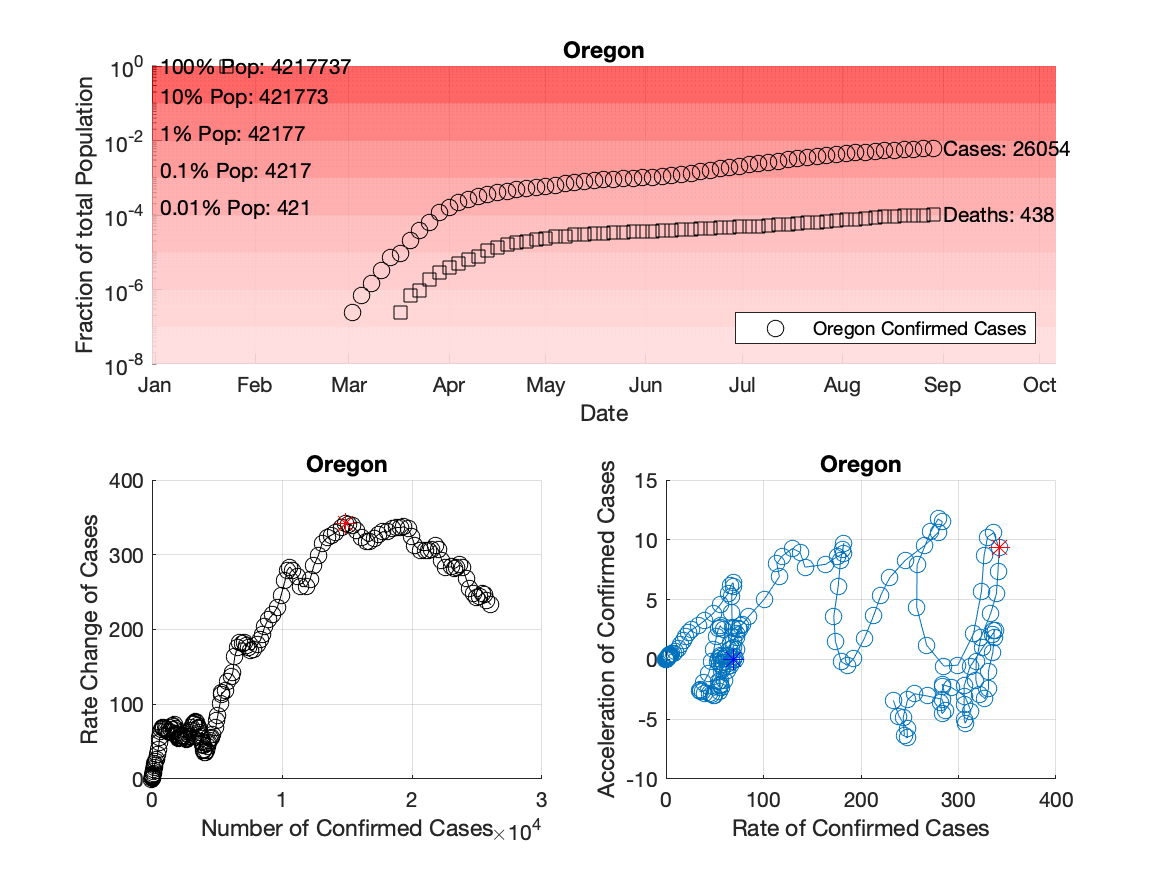 Oregon
10^0
10^-2
10^-4
10^-6
10^-8
Fraction of total Population
100% Pop: 4217737
10% Pop: 421773
1% Pop: 42177
0.1% Pop: 4217
0.01% Pop: 421
Cases: 26054
Deaths: 438
Oregon Confirmed Cases
Jan Feb Mar Apr May Jun Jul Aug Sep Oct
Date
Oregon
400
300
200
100
0
Rate Change of Cases
0 1 2 3
Number of Confirmed Cases
×10^4
Oregon
15
10
5
0
-5
-10
Acceleration of Confirmed Cases
0 100 200 300 400
Rate of Confirmed Cases